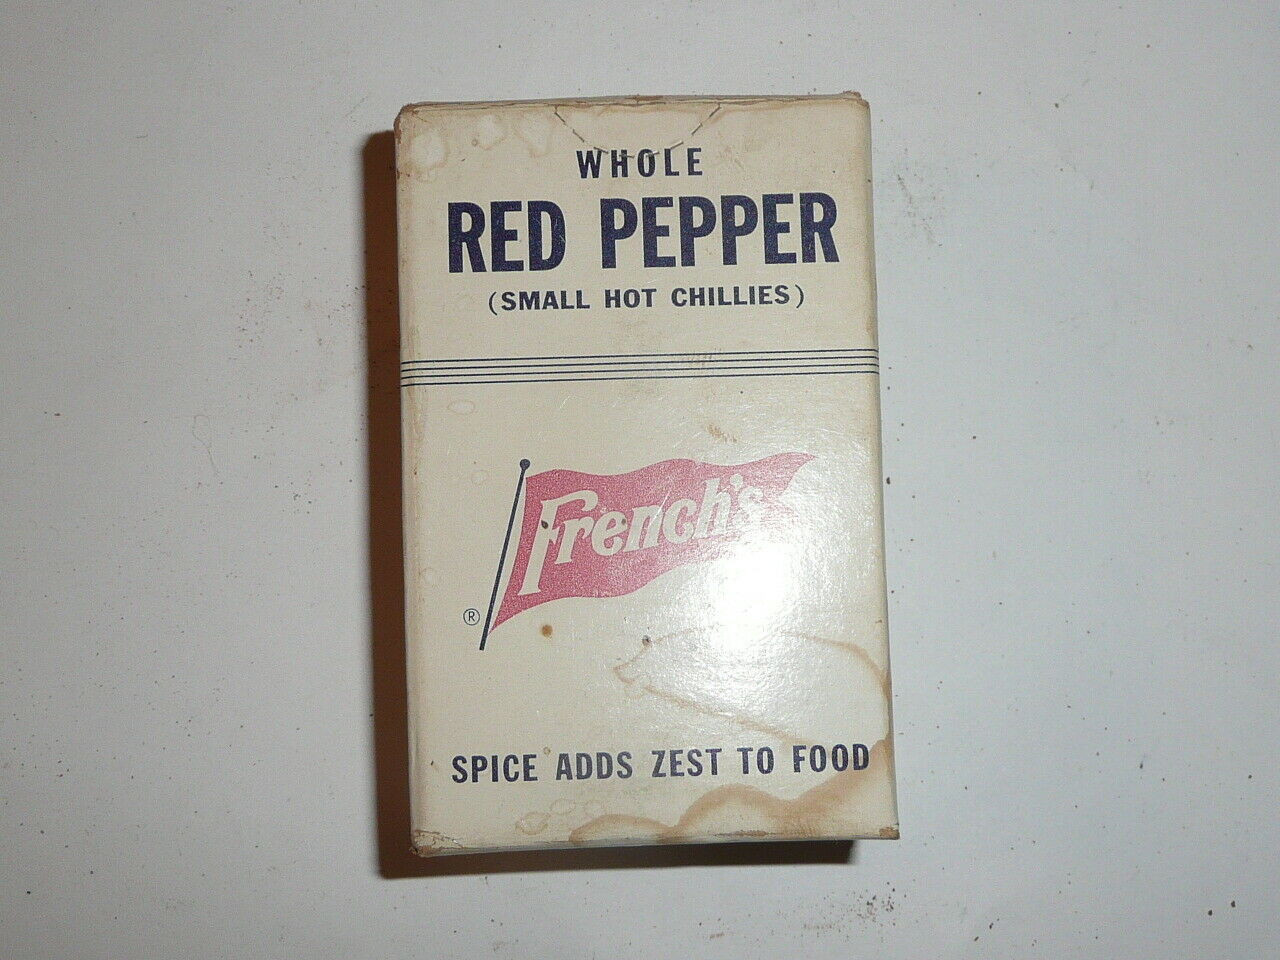 WHOLE
RED PEPPER
(SMALL HOT CHILLIES)
French's
®
SPICE ADDS ZEST TO FOOD